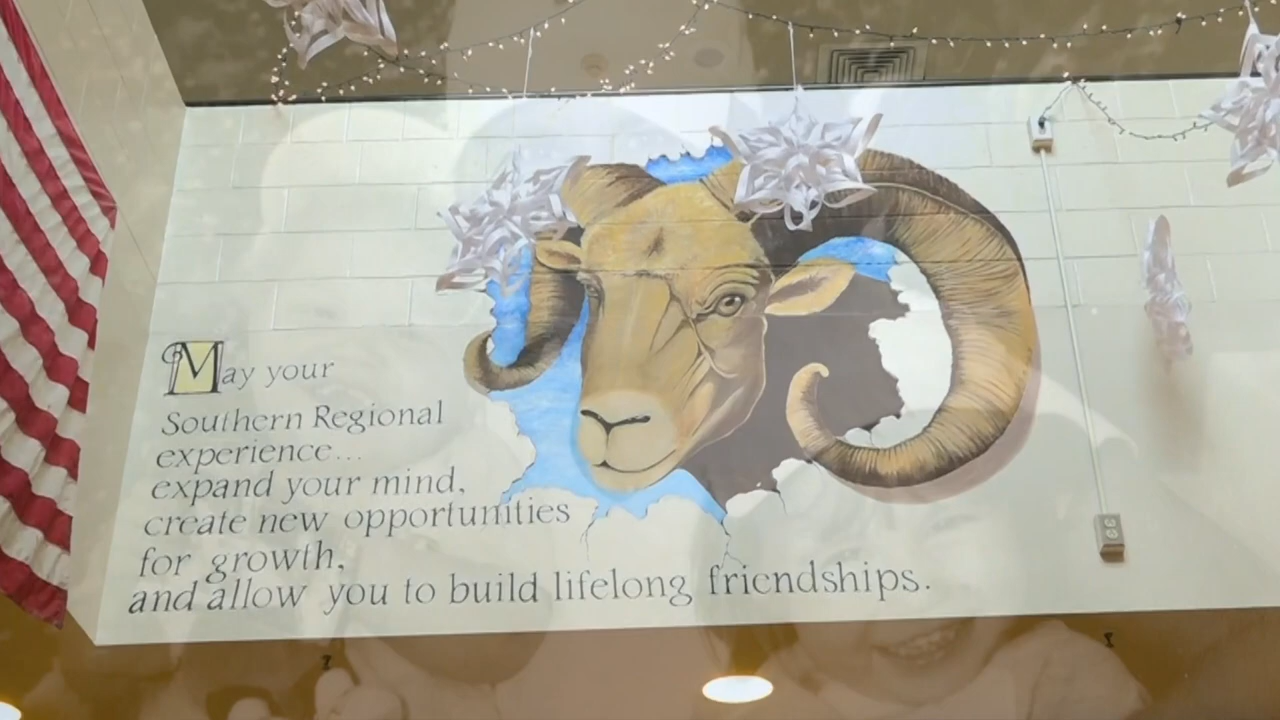 May your
Southern Regional
experience...
expand your mind,
create new opportunities
for growth,
and allow you to build lifelong friendships.